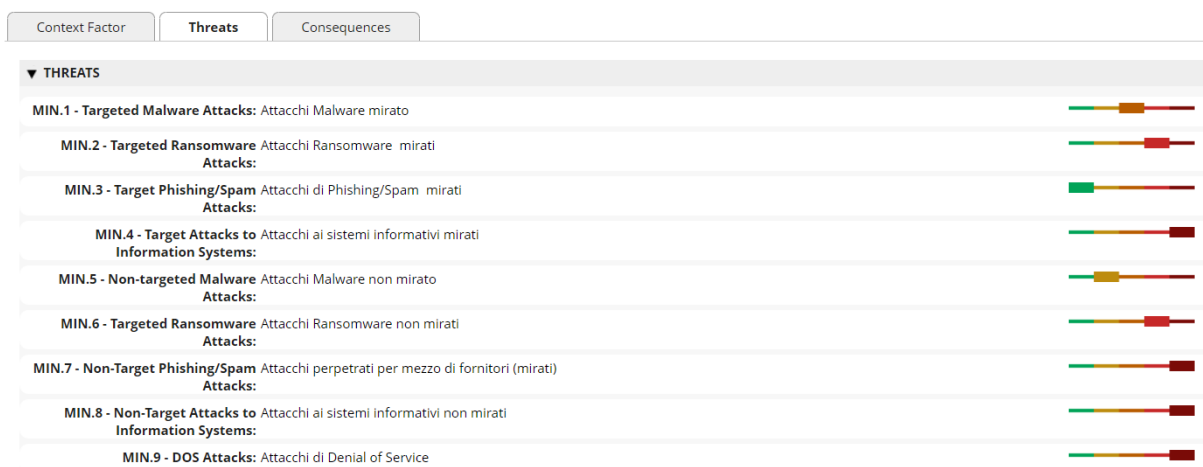 Context Factor Threats Consequences
▼ THREATS
MIN.1 - Targeted Malware Attacks: Attacchi Malware mirato
MIN.2 - Targeted Ransomware Attacchi Ransomware mirati
Attacks:
MIN.3 - Target Phishing/Spam Attacchi di Phishing/Spam mirati
Attacks:
MIN.4 - Target Attacks to Attacchi ai sistemi informativi mirati
Information Systems:
MIN.5 - Non-targeted Malware Attacchi Malware non mirato
Attacks:
MIN.6 - Targeted Ransomware Attacchi Ransomware non mirati
Attacks:
MIN.7 - Non-Target Phishing/Spam Attacchi perpetrati per mezzo di fornitori (mirati)
Attacks:
MIN.8 - Non-Target Attacks to Attacchi ai sistemi informativi non mirati
Information Systems:
MIN.9 - DOS Attacks: Attacchi di Denial of Service